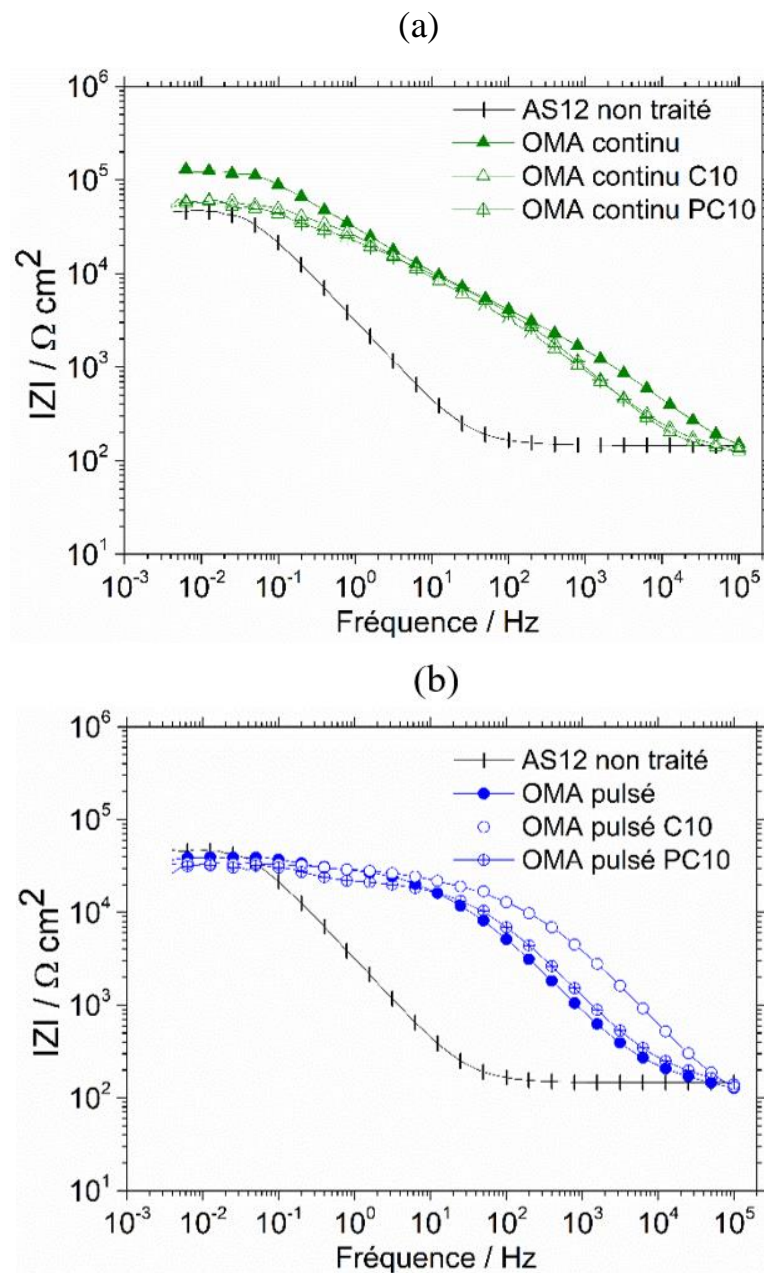 (a)
10^6
10^5
10^4
10^3
10^2
10^1
IZI / Ω cm^2
AS12 non traité
OMA continu
OMA continu C10
OMA continu PC10
10^-3 10^-2 10^-1 10^0 10^1 10^2 10^3 10^4 10^5
Fréquence / Hz
(b)
10^6
10^5
10^4
10^3
10^2
10^1
IZI / Ω cm^2
AS12 non traité
OMA pulsé
OMA pulsé C10
OMA pulsé PC10
10^-3 10^-2 10^-1 10^0 10^1 10^2 10^3 10^4 10^5
Fréquence / Hz